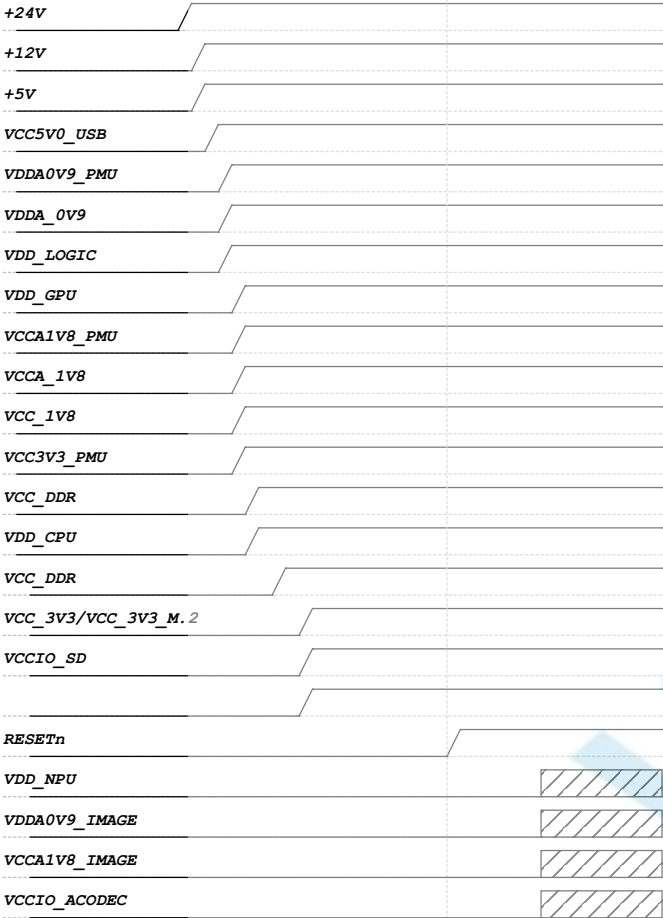 +24V
+12V
+5V
VCC5V0_USB
VDDA0V9_PMU
VDDA_0V9
VDD_LOGIC
VDD_GPU
VCCA1V8_PMU
VCCA_1V8
VCC_1V8
VCC3V3_PMU
VCC_DDR
VDD_CPU
VCC_DDR
VCC_3V3/VCC_3V3_M.2
VCCIO_SD
RESETn
VDD_NPU
VDDA0V9_IMAGE
VCCA1V8_IMAGE
VCCIO_ACODEC